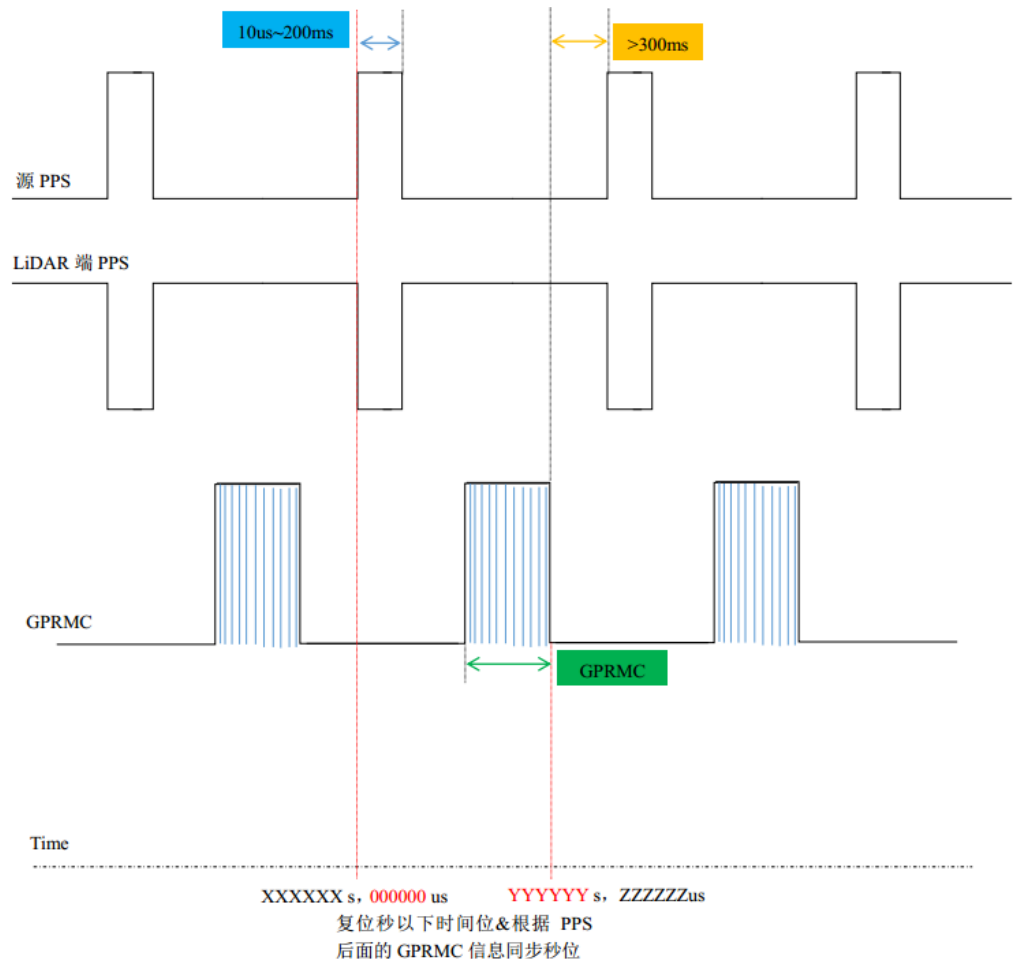 10us~200ms
>300ms
源 PPS
LiDAR 端 PPS
GPRMC
GPRMC
Time
XXXXXX s，000000 us
YYYYYY s，ZZZZZZus
复位秒以下时间位&根据 PPS
后面的 GPRMC 信息同步秒位